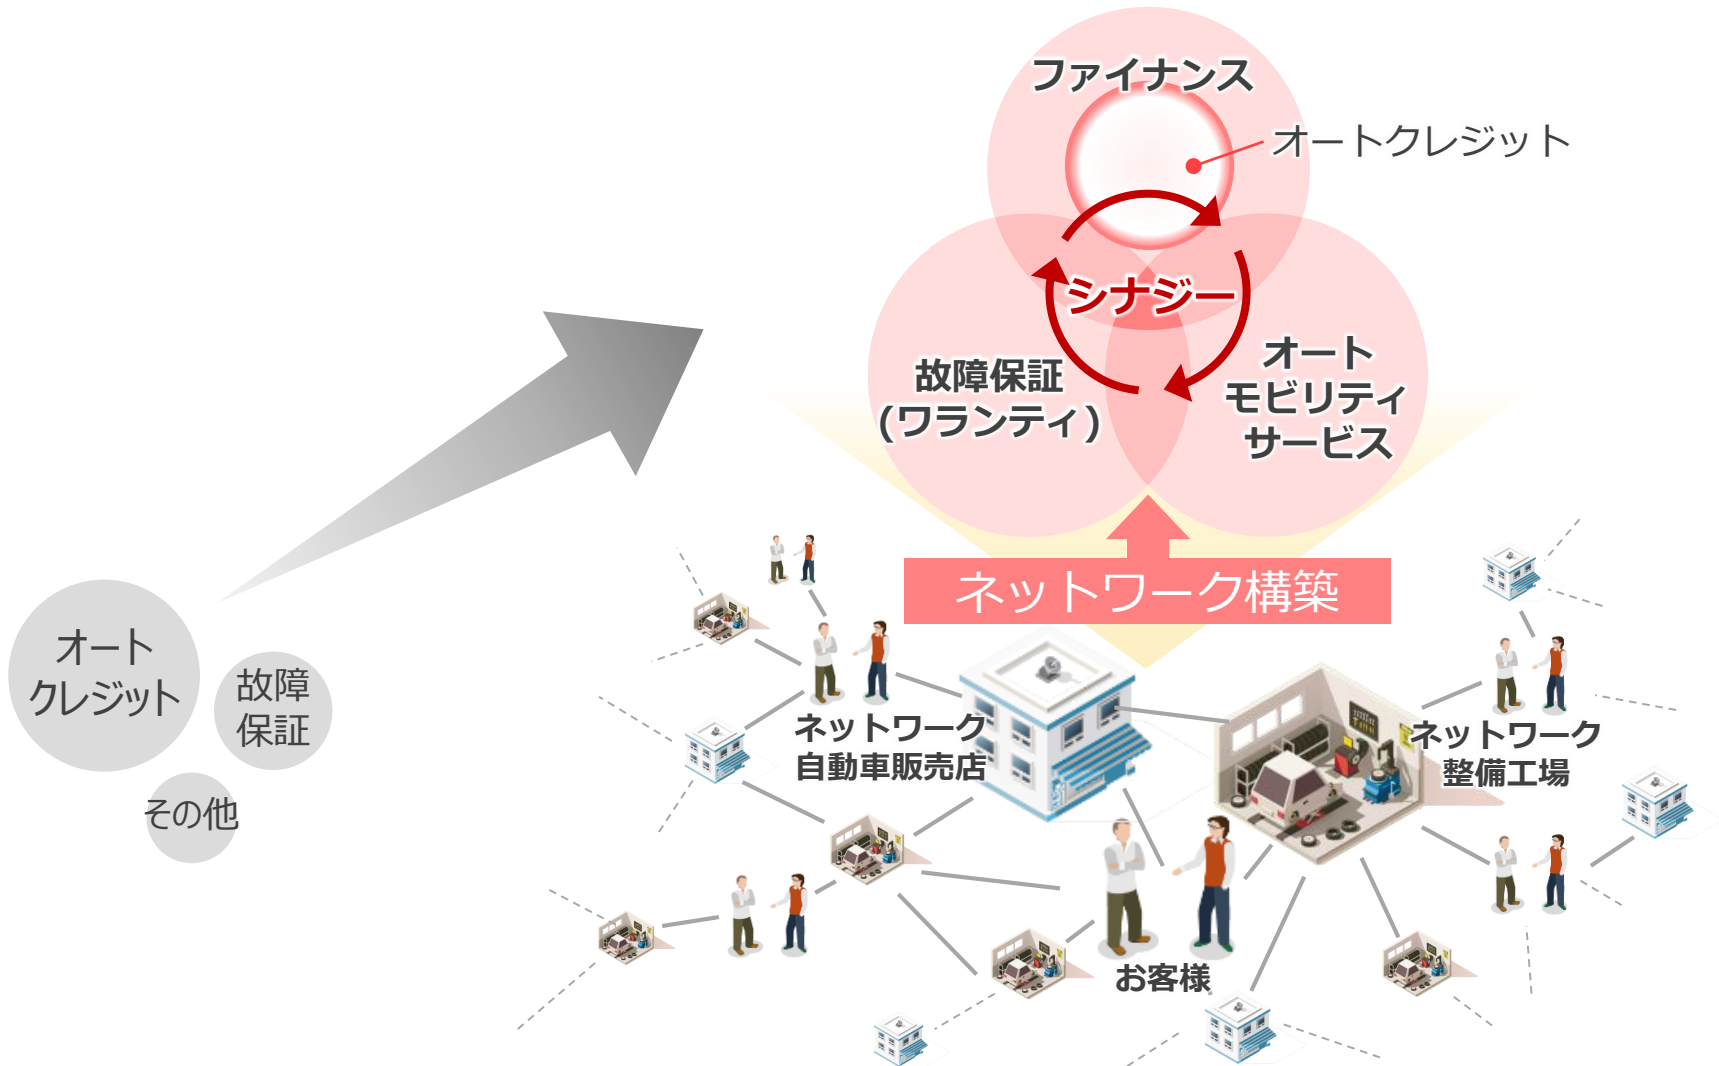 ファイナンス
オートクレジット
シナジー
故障保証
(ワランティ)
オート
モビリティ
サービス
ネットワーク構築
オート
クレジット
故障
保証
その他
ネットワーク
自動車販売店
ネットワーク
整備工場
お客様